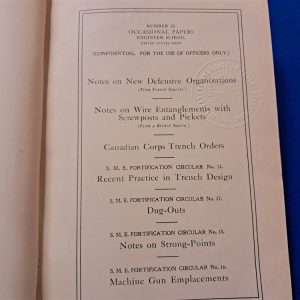 NUMBER 55
OCCASIONAL PAPERS
ENGINEER SCHOOL
UNITED STATES ARMY
(CONFIDENTIAL. FOR THE USE OF OFFICERS ONLY.)
Notes on New Defensive Organizations
(From French Sources.)
Notes on Wire Entanglements with
Screwposts and Pickets
(From a British Source.)
Canadian Corps Trench Orders
S. M. E. FORTIFICATION CIRCULAR No. 11.
Recent Practice in Trench Design
S. M. E. FORTIFICATION CIRCULAR NO. 17.
Dug-Outs
S. M. E. FORTIFICATION CIRCULAR No. 15.
Notes on Strong-Points
S. M. E. FORTIFICATION CIRCULAR No. 16.
Machine Gun Emplacements